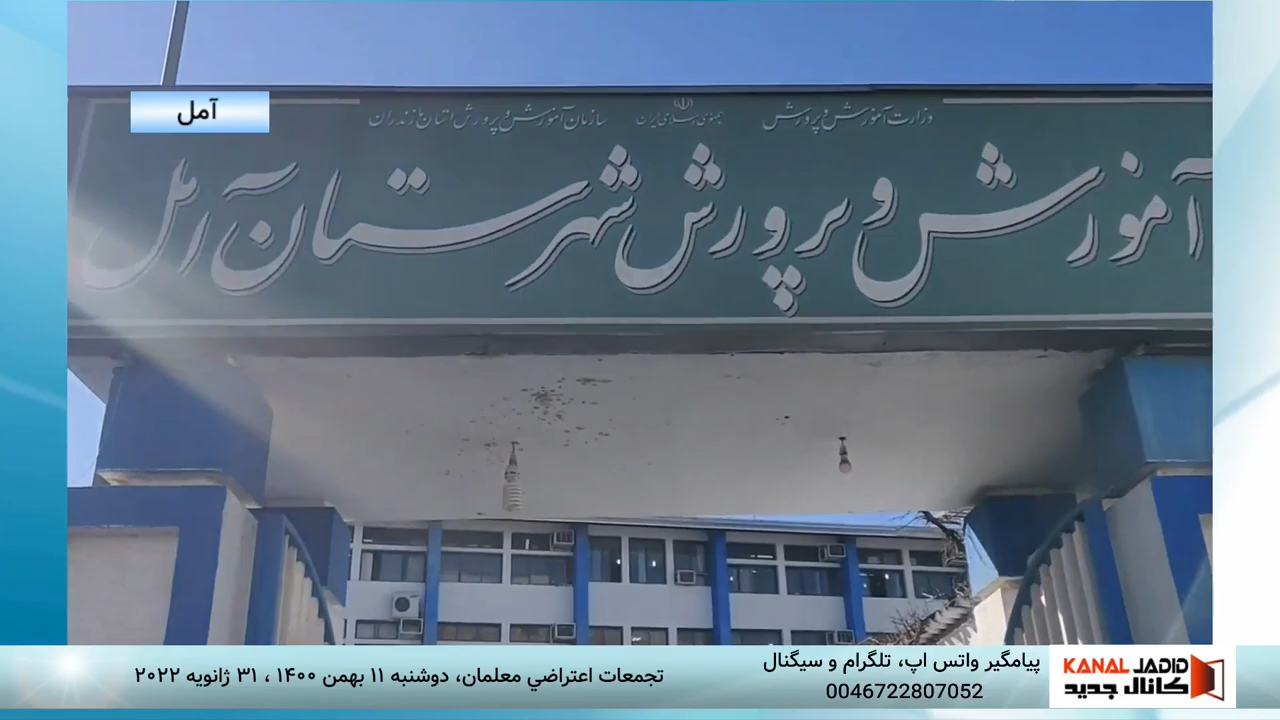 آمل
وزارت آموزش و پرورش
جمهوری اسلامی ایران
سازمان آموزش و پرورش استان مازندران
آموزش و پرورش شهرستان آمل
پیامگیر واتس اپ، تلگرام و سیگنال
0046722807052
تجمعات اعتراضي معلمان، دوشنبه ۱۱ بهمن ۱۴۰۰ ، ۳۱ ژانویه ۲۰۲۲
KANAL JADID
کانال جدید